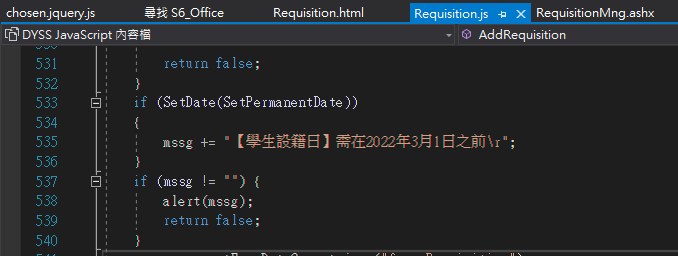 chosen.jquery.js 尋找 S6_Office Requisition.html Requisition.js RequisitionMng.ashx
DYSS JavaScript 內容檔 AddRequisition
531 return false;
532 }
533 if (SetDate(SetPermanentDate))
534 {
535 mssg += "【學生設籍日】需在2022年3月1日之前\r";
536 }
537 if (mssg != "") {
538 alert(mssg);
539 return false;
540 }